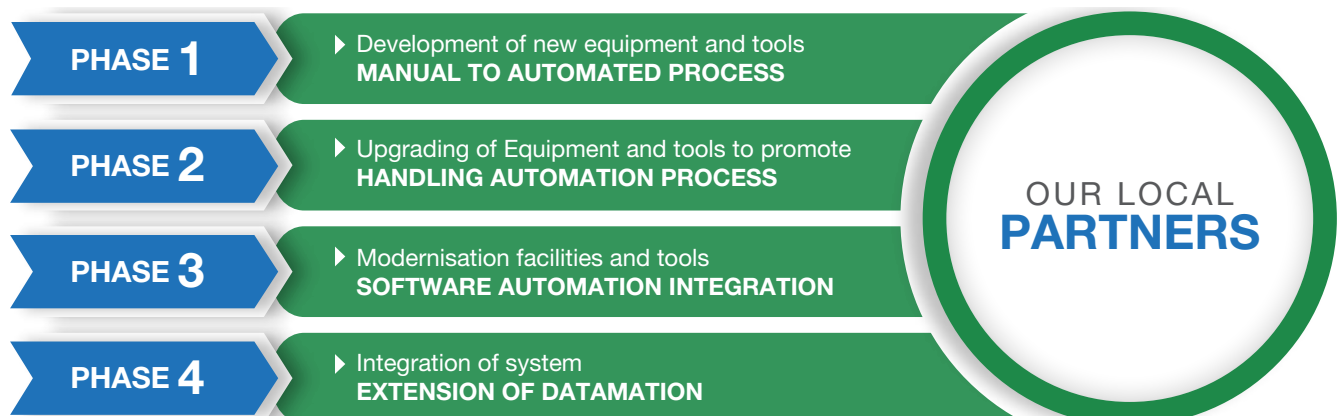 PHASE 1
Development of new equipment and tools
MANUAL TO AUTOMATED PROCESS
PHASE 2
Upgrading of Equipment and tools to promote
HANDLING AUTOMATION PROCESS
PHASE 3
Modernisation facilities and tools
SOFTWARE AUTOMATION INTEGRATION
PHASE 4
Integration of system
EXTENSION OF DATAMATION
OUR LOCAL
PARTNERS